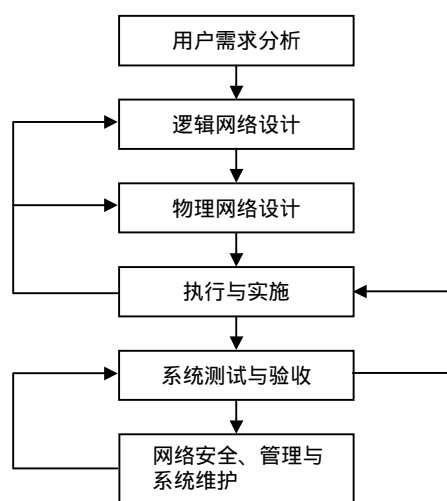 用户需求分析
逻辑网络设计
物理网络设计
执行与实施
系统测试与验收
网络安全、管理与
系统维护